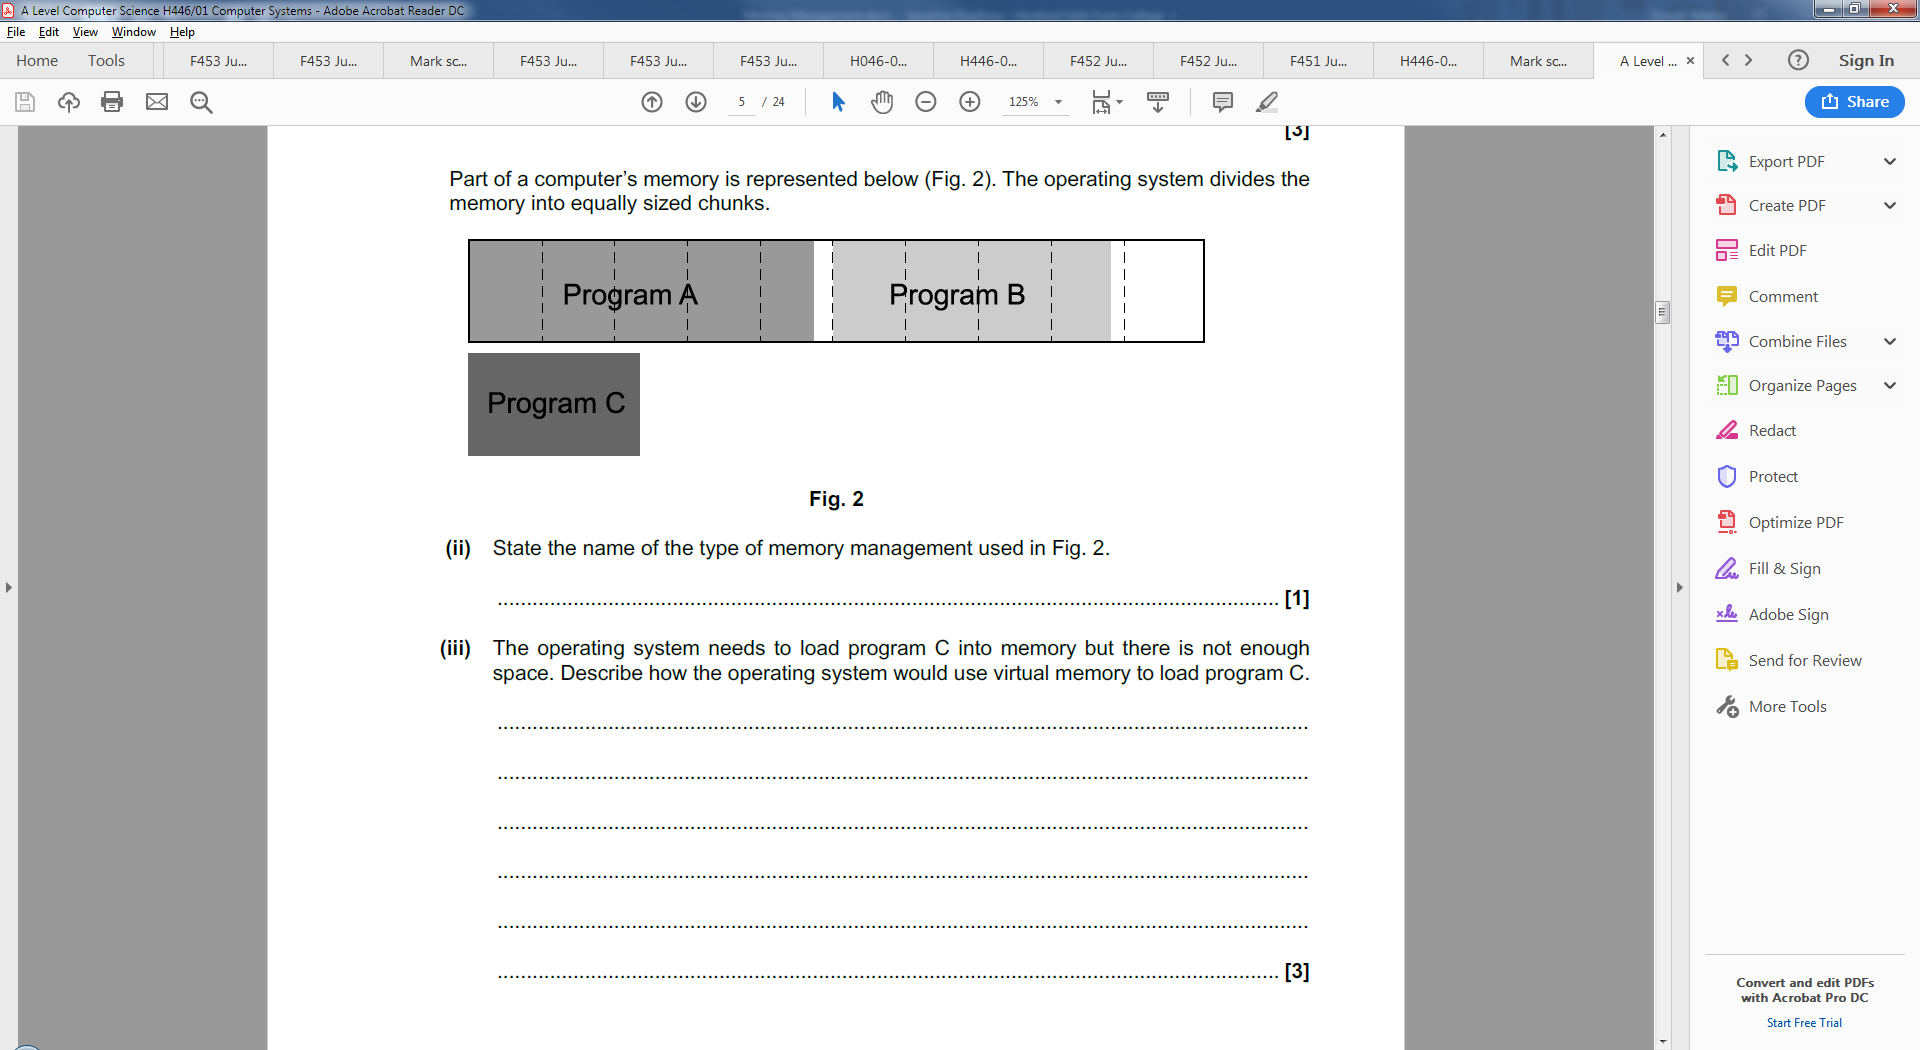 A Level Computer Science H446/01 Computer Systems - Adobe Acrobat Reader DC
File Edit View Window Help
Home Tools F453 Ju... F453 Ju... Mark sc... F453 Ju... F453 Ju... F453 Ju... H046-0... H446-0... F452 Ju... F452 Ju... F451 Ju... H446-0... Mark sc... A Level ... Sign In
5 / 24 125% Share
[3]
Part of a computer's memory is represented below (Fig. 2). The operating system divides the
memory into equally sized chunks.
Program A Program B
Program C
Fig. 2
(ii) State the name of the type of memory management used in Fig. 2.
[1]
(iii) The operating system needs to load program C into memory but there is not enough
space. Describe how the operating system would use virtual memory to load program C.
[3]
Export PDF
Create PDF
Edit PDF
Comment
Combine Files
Organize Pages
Redact
Protect
Optimize PDF
Fill & Sign
Adobe Sign
Send for Review
More Tools
Convert and edit PDFs
with Acrobat Pro DC
Start Free Trial